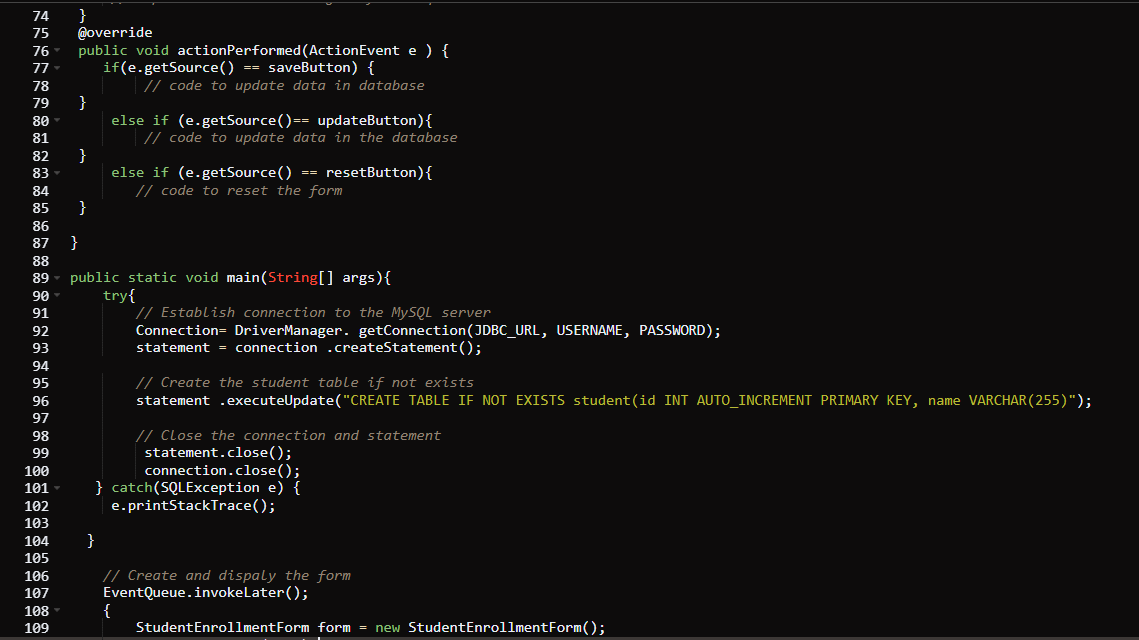 74 }
75 @override
76 public void actionPerformed(ActionEvent e ) {
77 if(e.getSource() == saveButton) {
78 // code to update data in database
79 }
80 else if (e.getSource()== updateButton){
81 // code to update data in the database
82 }
83 else if (e.getSource() == resetButton){
84 // code to reset the form
85 }
86
87 }
88
89 public static void main(String[] args){
90 try{
91 // Establish connection to the MySQL server
92 Connection= DriverManager. getConnection(JDBC_URL, USERNAME, PASSWORD);
93 statement = connection .createStatement();
94
95 // Create the student table if not exists
96 statement .executeUpdate("CREATE TABLE IF NOT EXISTS student(id INT AUTO_INCREMENT PRIMARY KEY, name VARCHAR(255)");
97
98 // Close the connection and statement
99 statement.close();
100 connection.close();
101 } catch(SQLException e) {
102 e.printStackTrace();
103
104 }
105
106 // Create and dispaly the form
107 EventQueue.invokeLater();
108 {
109 StudentEnrollmentForm form = new StudentEnrollmentForm();